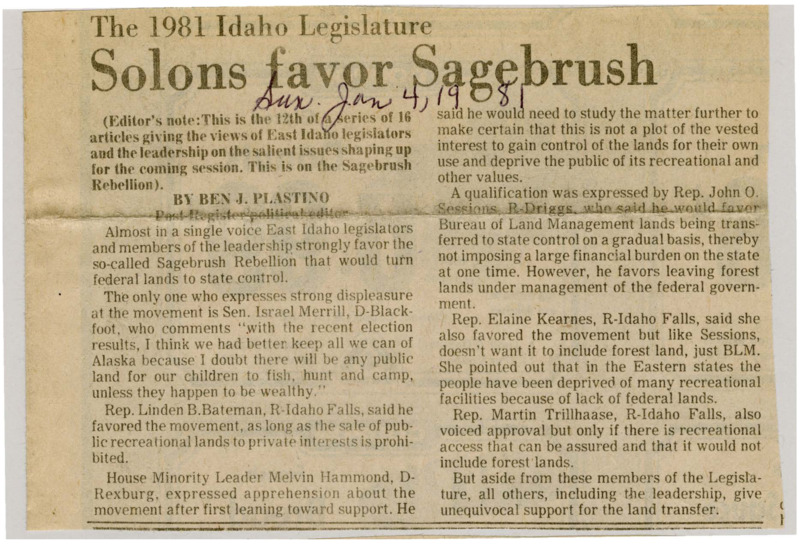 The 1981 Idaho Legislature
Solons favor Sagebrush
Sun. Jan 4, 19 81
(Editor's note:This is the 12th of a series of 16
articles giving the views of East Idaho legislators
and the leadership on the salient issues shaping up
for the coming session. This is on the Sagebrush
Rebellion).
BY BEN J. PLASTINO
Post-Register political editor
Almost in a single voice East Idaho legislators
and members of the leadership strongly favor the
so-called Sagebrush Rebellion that would turn
federal lands to state control.
The only one who expresses strong displeasure
at the movement is Sen. Israel Merrill, D-Black-
foot, who comments "with the recent election
results, I think we had better keep all we can of
Alaska because I doubt there will be any public
land for our children to fish, hunt and camp,
unless they happen to be wealthy."
Rep. Linden B.Bateman, R-Idaho Falls, said he
favored the movement, as long as the sale of pub-
lic recreational lands to private interests is prohi-
bited.
House Minority Leader Melvin Hammond, D-
Rexburg, expressed apprehension about the
movement after first leaning toward support. He
said he would need to study the matter further to
make certain that this is not a plot of the vested
interest to gain control of the lands for their own
use and deprive the public of its recreational and
other values.
A qualification was expressed by Rep. John O.
Sessions, R-Driggs, who said he would favor
Bureau of Land Management lands being trans-
ferred to state control on a gradual basis, thereby
not imposing a large financial burden on the state
at one time. However, he favors leaving forest
lands under management of the federal govern-
ment.
Rep. Elaine Kearnes, R-Idaho Falls, said she
also favored the movement but like Sessions,
doesn't want it to include forest land, just BLM.
She pointed out that in the Eastern states the
people have been deprived of many recreational
facilities because of lack of federal lands.
Rep. Martin Trillhaase, R-Idaho Falls, also
voiced approval but only if there is recreational
access that can be assured and that it would not
include forest lands.
But aside from these members of the Legisla-
ture, all others, including the leadership, give
unequivocal support for the land transfer.